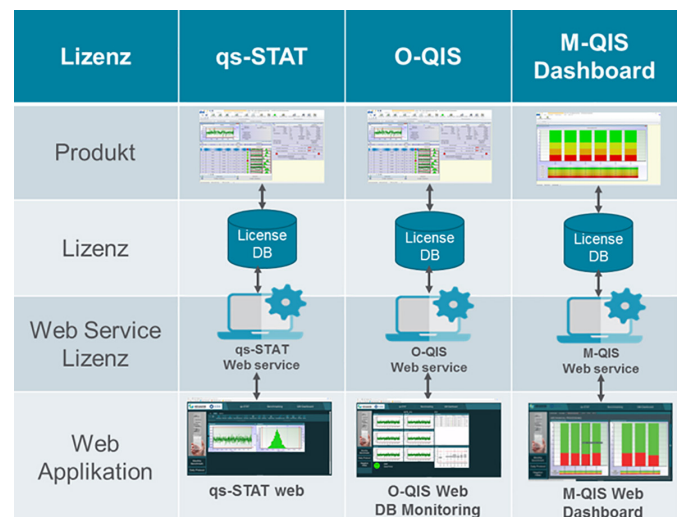 Lizenz
qs-STAT
O-QIS
M-QIS
Dashboard
Produkt
Lizenz
License
DB
License
DB
License
DB
Web Service
Lizenz
qs-STAT
Web service
O-QIS
Web service
M-QIS
Web service
Web
Applikation
qs-STAT web
O-QIS Web
DB Monitoring
M-QIS Web
Dashboard